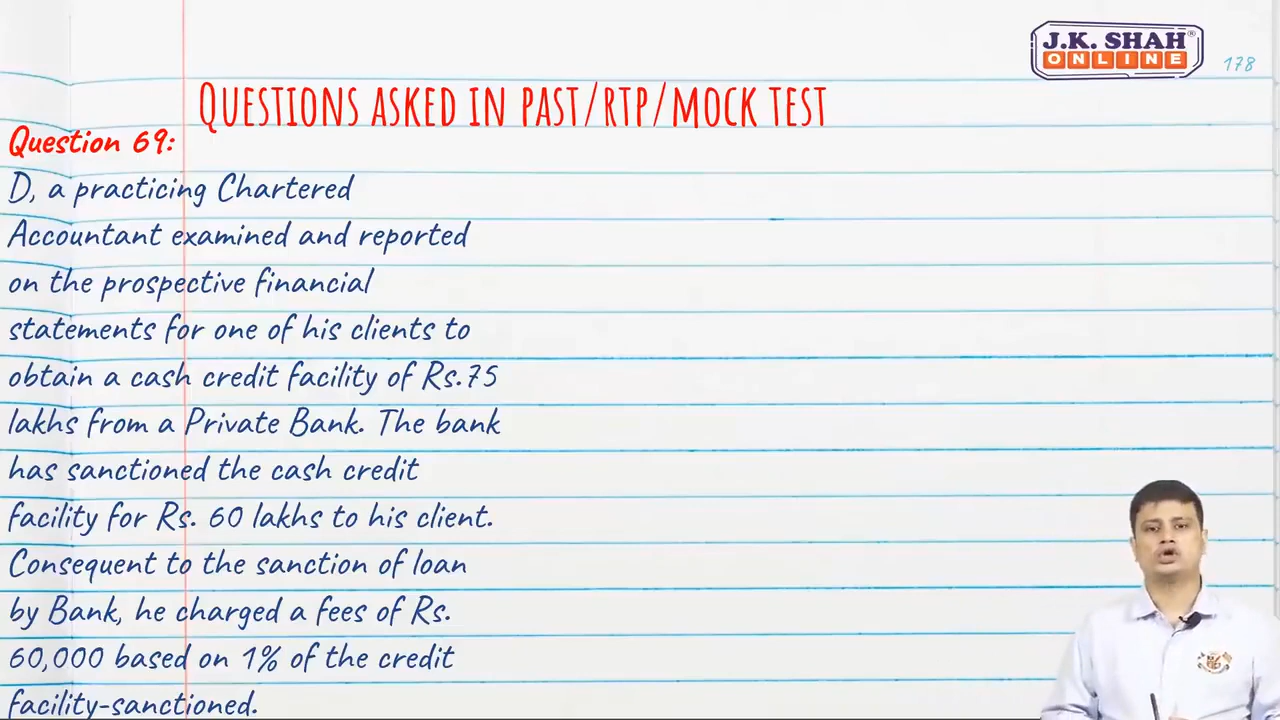 J.K. SHAH®
ONLINE
178
QUESTIONS ASKED IN PAST/RTP/MOCK TEST
Question 69:
D, a practicing Chartered
Accountant examined and reported
on the prospective financial
statements for one of his clients to
obtain a cash credit facility of Rs.75
lakhs from a Private Bank. The bank
has sanctioned the cash credit
facility for Rs. 60 lakhs to his client.
Consequent to the sanction of loan
by Bank, he charged a fees of Rs.
60,000 based on 1% of the credit
facility-sanctioned.